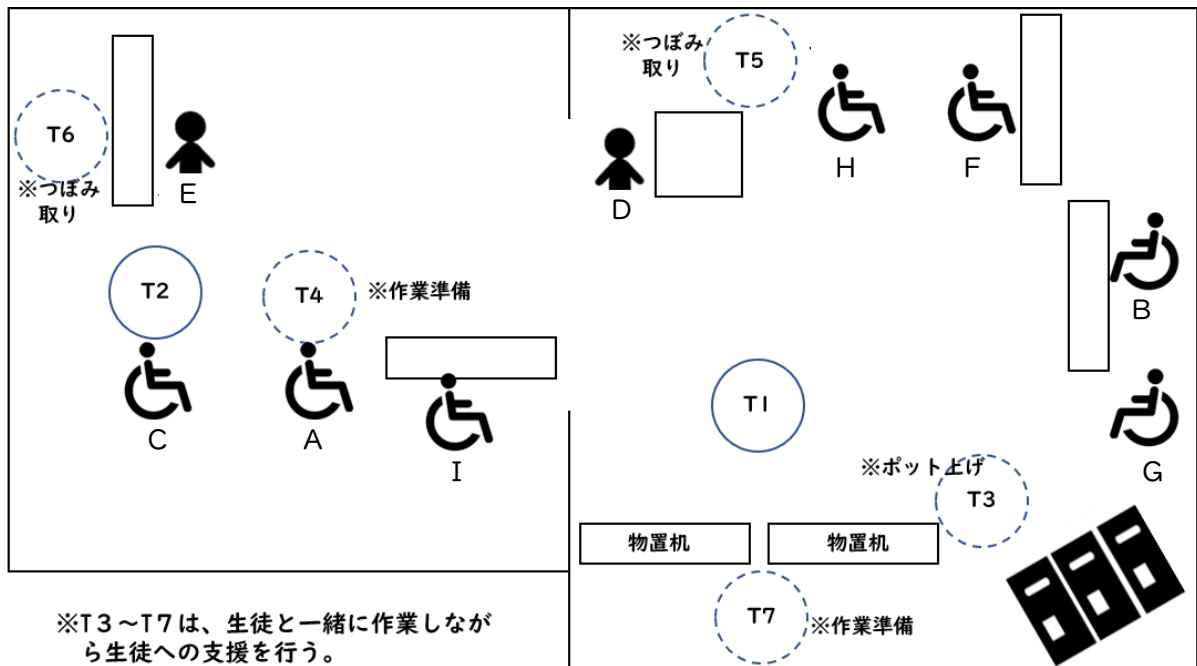 T6
※つぼみ
取り
E
T2
T4
※作業準備
C
A
I
※つぼみ
取り
T5
D
H
F
B
T1
G
※ポット上げ
T3
物置机
物置机
T7
※作業準備
※T3～T7は、生徒と一緒に作業しなが
ら生徒への支援を行う。